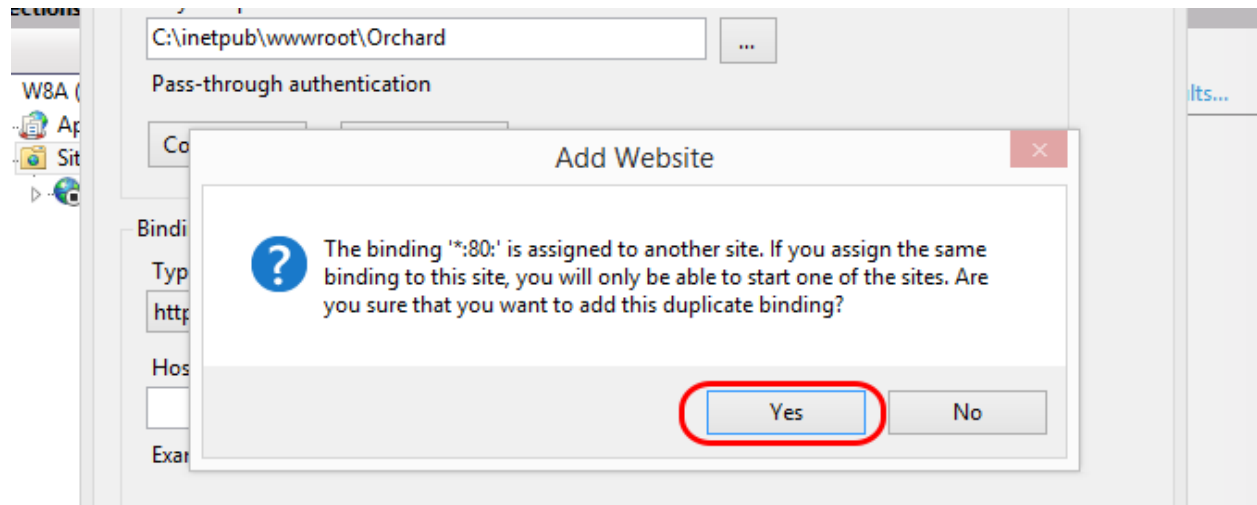 C:\inetpub\wwwroot\Orchard
...
Pass-through authentication
lts...
W8A (
Ap
Sit
Co
Add Website
Bindi
The binding '*:80:' is assigned to another site. If you assign the same
binding to this site, you will only be able to start one of the sites. Are
you sure that you want to add this duplicate binding?
Typ
http
Hos
Yes
No
Exar